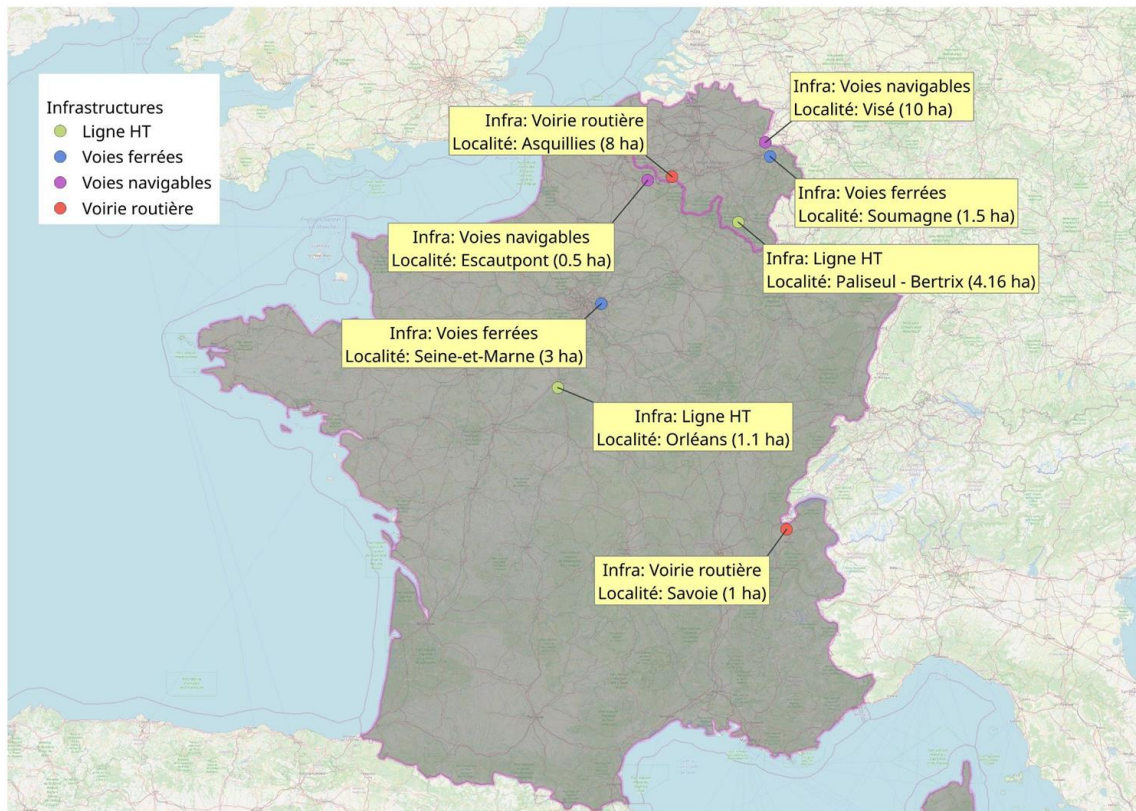 Infrastructures
Ligne HT
Voies ferrées
Voies navigables
Voirie routière
Infra: Voies navigables
Localité: Visé (10 ha)
Infra: Voirie routière
Localité: Asquillies (8 ha)
Infra: Voies ferrées
Localité: Soumagne (1.5 ha)
Infra: Voies navigables
Localité: Escautpont (0.5 ha)
Infra: Ligne HT
Localité: Paliseul - Bertrix (4.16 ha)
Infra: Voies ferrées
Localité: Seine-et-Marne (3 ha)
Infra: Ligne HT
Localité: Orléans (1.1 ha)
Infra: Voirie routière
Localité: Savoie (1 ha)